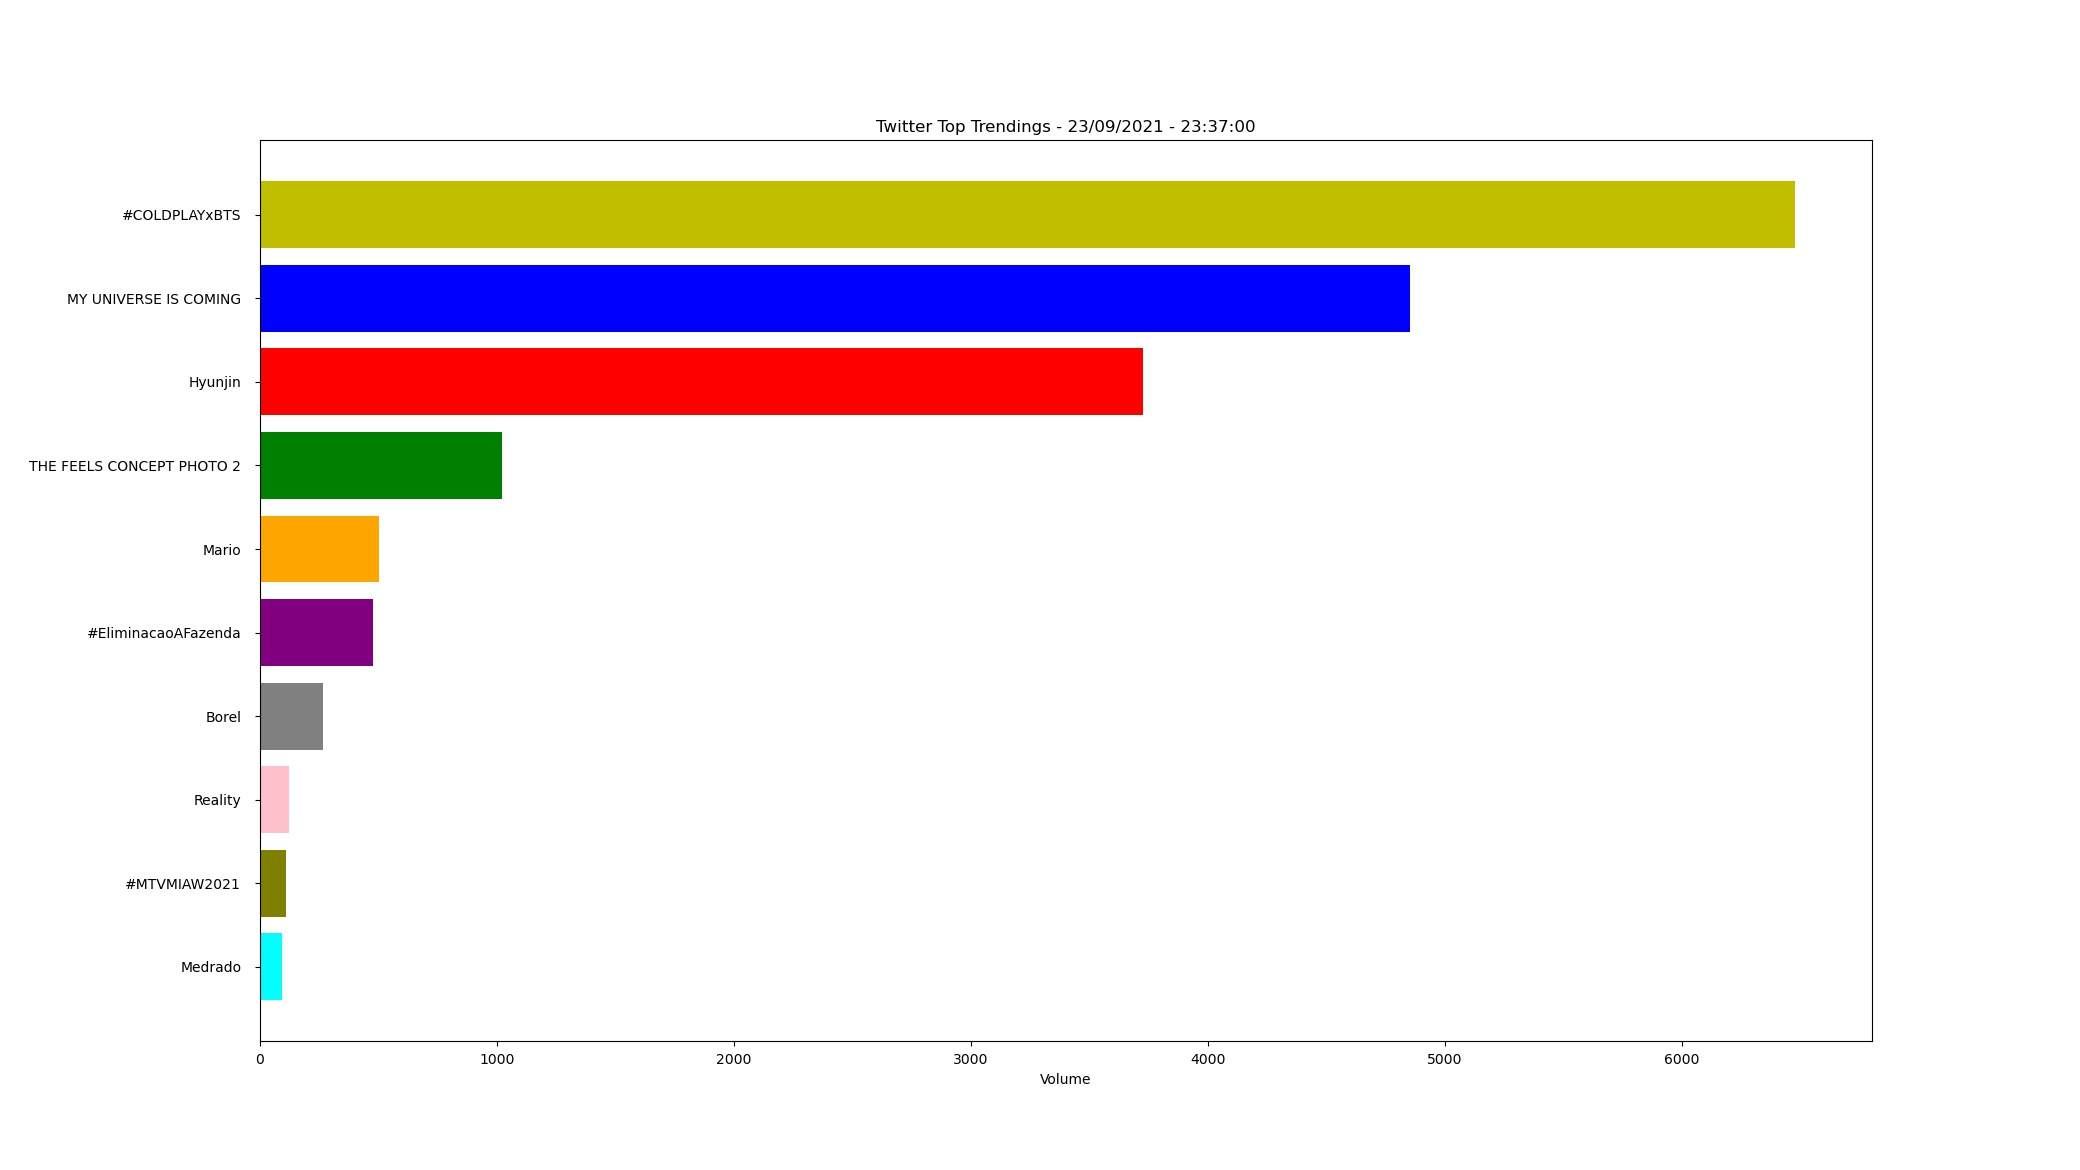 Twitter Top Trendings - 23/09/2021 - 23:37:00
#COLDPLAYxBTS
MY UNIVERSE IS COMING
Hyunjin
THE FEELS CONCEPT PHOTO 2
Mario
#EliminacaoAFazenda
Borel
Reality
#MTVMIAW2021
Medrado
0 1000 2000 3000 4000 5000 6000
Volume